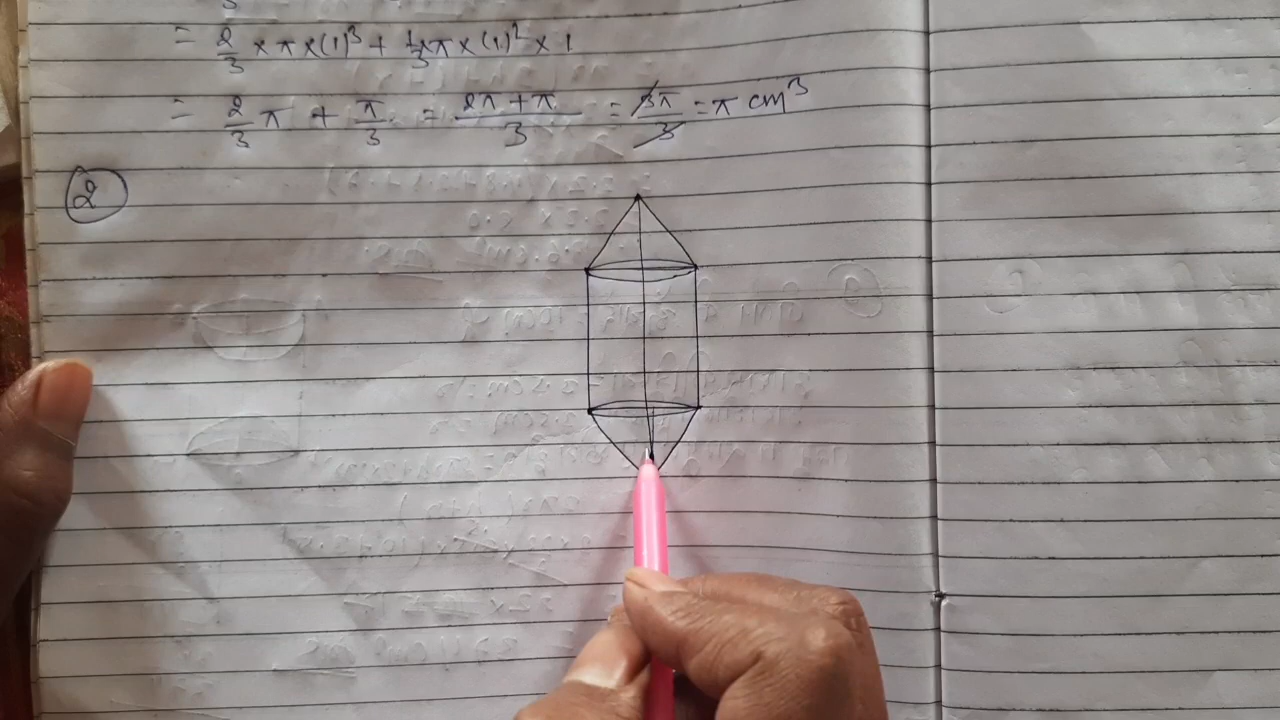 = 2/3 × π × (1)³ + 1/3 × π × (1)² × 1
= 2/3 π + π/3 = 2π + π/3 = 3π/3 = π cm³
2